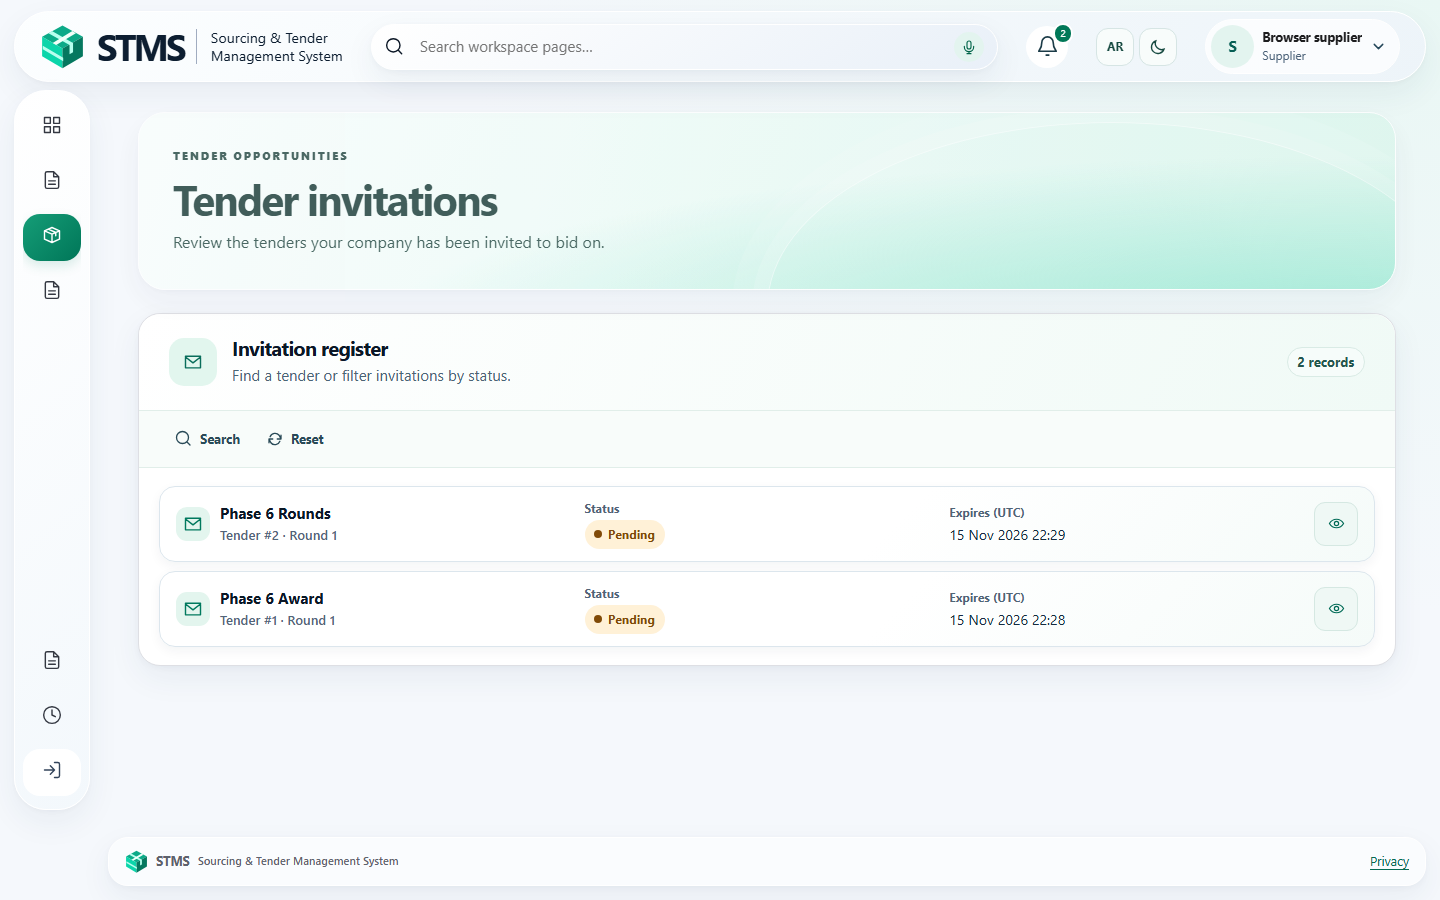 STMS
Sourcing & Tender
Management System
Search workspace pages...
2
AR
S
Browser supplier
Supplier
TENDER OPPORTUNITIES
Tender invitations
Review the tenders your company has been invited to bid on.
Invitation register
Find a tender or filter invitations by status.
2 records
Search
Reset
Phase 6 Rounds
Tender #2 · Round 1
Status
Pending
Expires (UTC)
15 Nov 2026 22:29
Phase 6 Award
Tender #1 · Round 1
Status
Pending
Expires (UTC)
15 Nov 2026 22:28
STMS
Sourcing & Tender Management System
Privacy